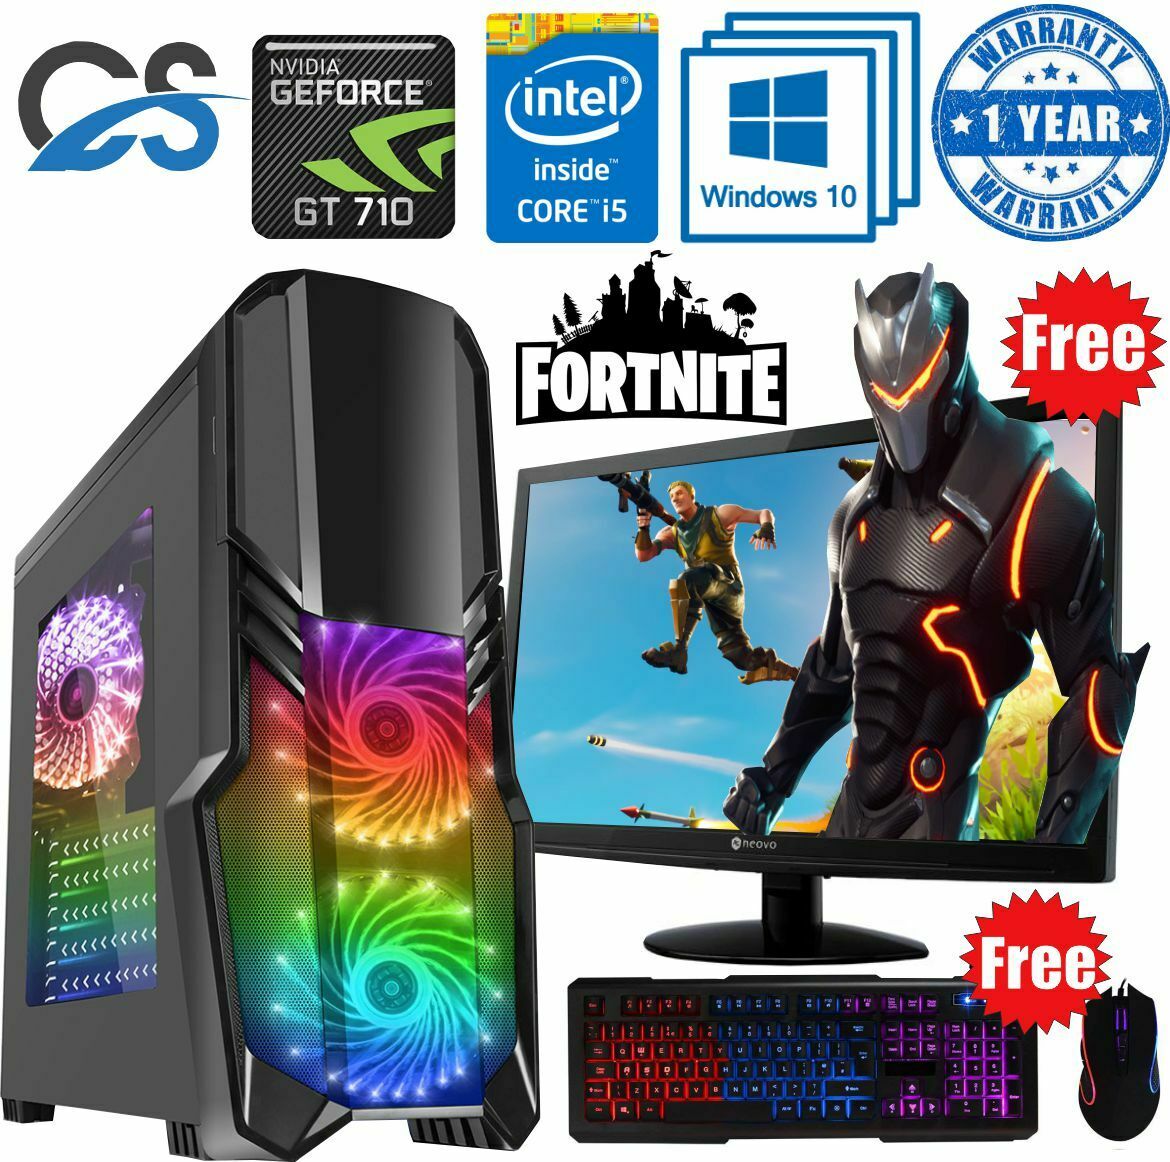 CS
NVIDIA
GEFORCE®
GT 710
intel®
inside™
CORE™ i5
Windows 10
WARRANTY
1 YEAR
WARRANTY
FORTNITE
Free
neovo
Free